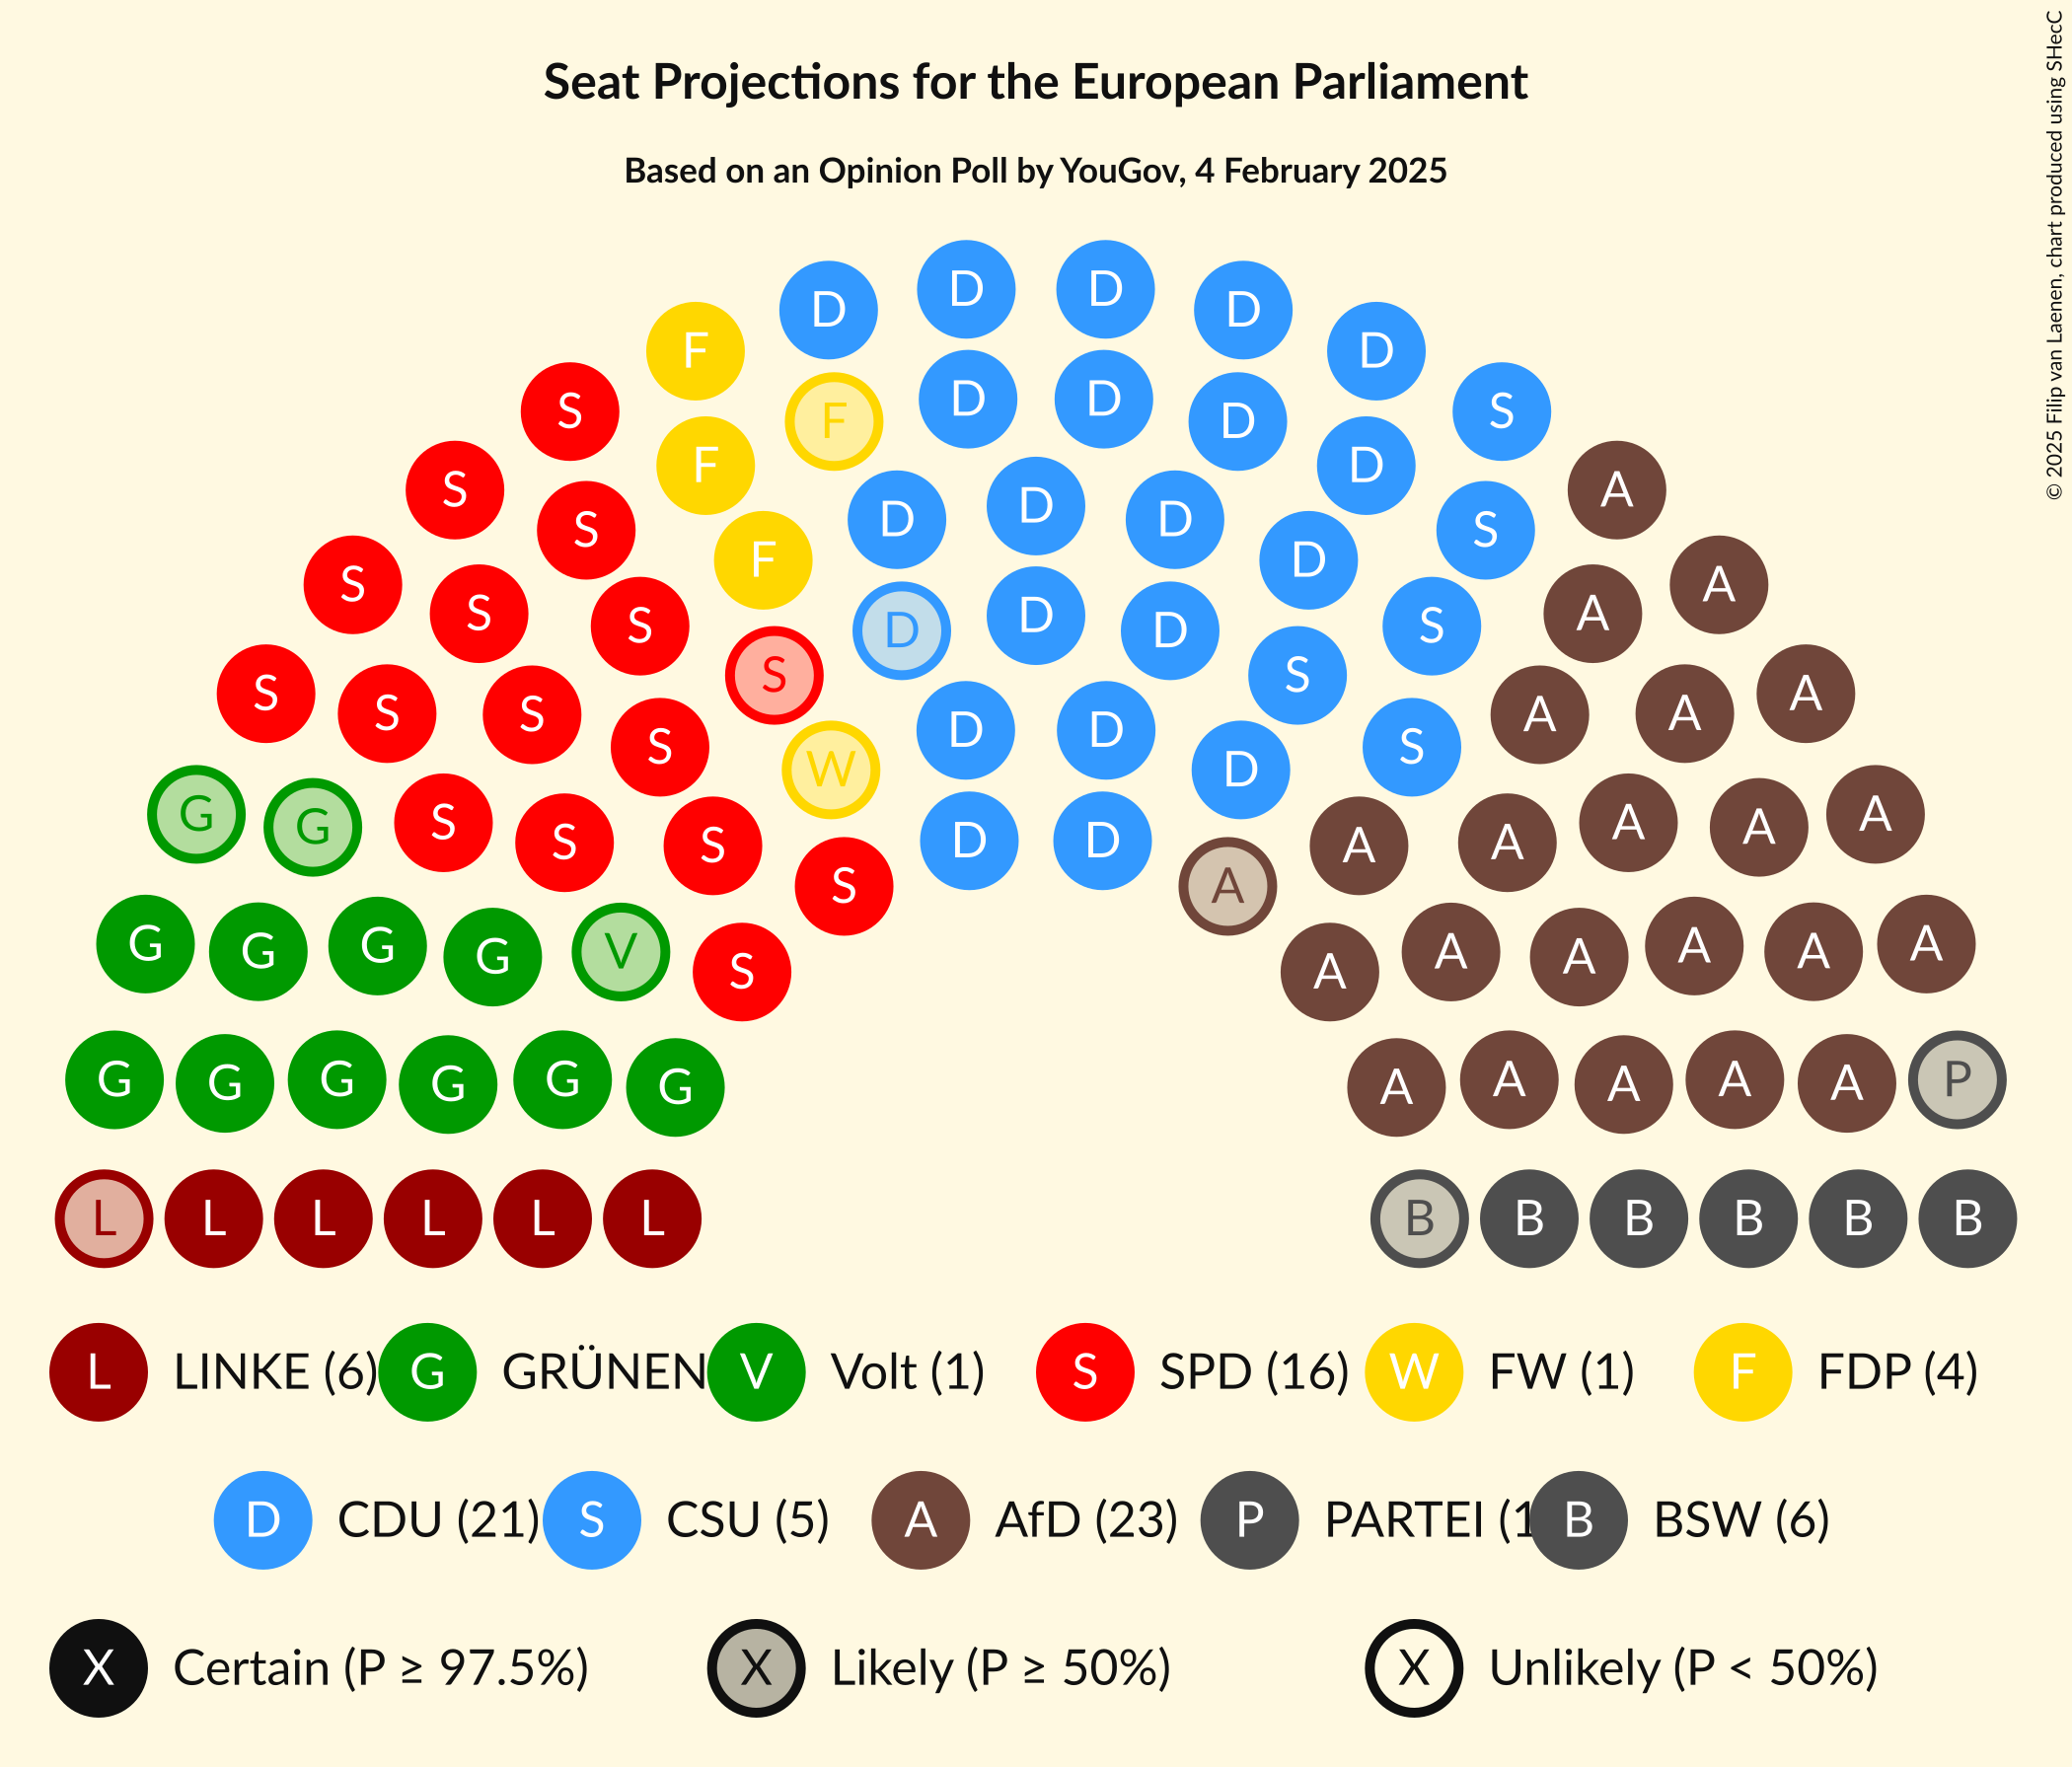 Seat Projections for the European Parliament
Based on an Opinion Poll by YouGov, 4 February 2025
© 2025 Filip van Laenen, chart produced using SHecC
D D D D
F D
S F D D D S
S F D D A
S S F D D D S A
S S S D D D S A A
S S S S D S A A A
S S W D D D S
G G S S S D D A A A A A
S A
G G G G V S A A A A A A
G G G G G G A A A A A P
L L L L L L B B B B B B
L LINKE (6) G GRÜNEN V Volt (1) S SPD (16) W FW (1) F FDP (4)
D CDU (21) S CSU (5) A AfD (23) P PARTEI (1 B BSW (6)
X Certain (P ≥ 97.5%) X Likely (P ≥ 50%) X Unlikely (P < 50%)